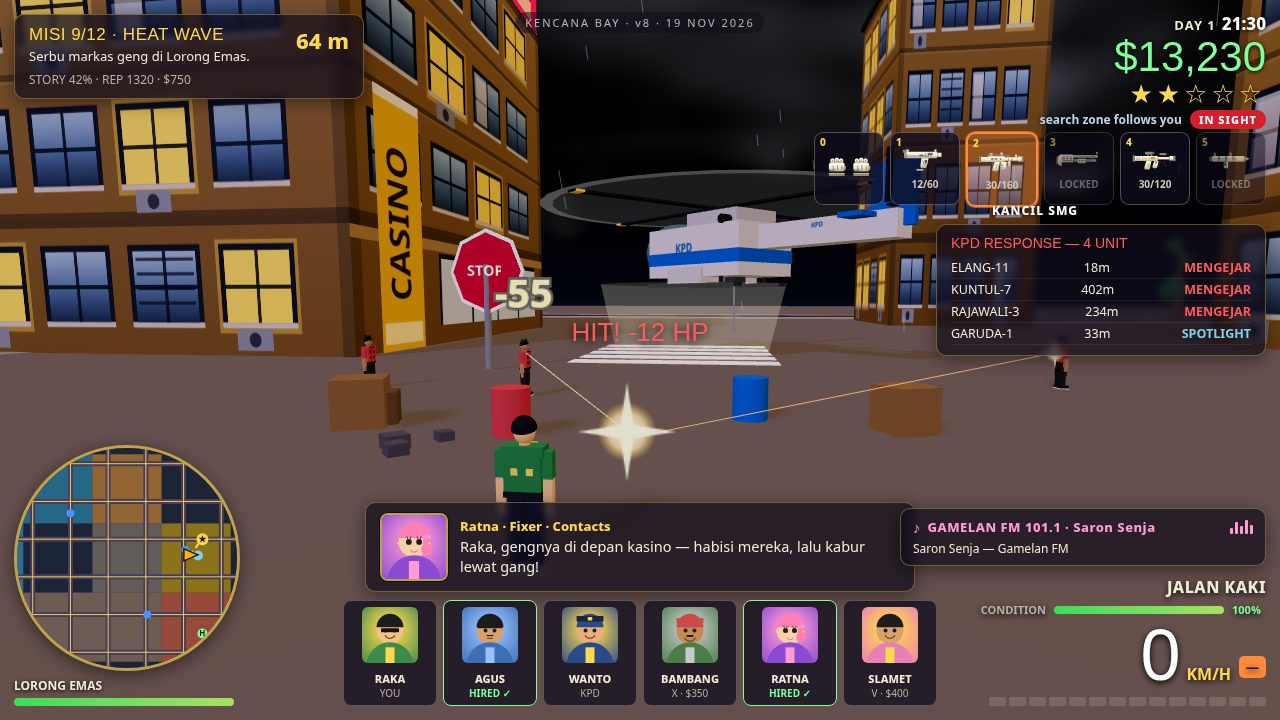 KENCANA BAY · v8 · 19 NOV 2026
MISI 9/12 · HEAT WAVE
64 m
Serbu markas geng di Lorong Emas.
STORY 42% · REP 1320 · $750
DAY 1 21:30
$13,230
search zone follows you IN SIGHT
0
1
12/60
2
30/160
3
LOCKED
4
30/120
5
LOCKED
KANCIL SMG
KPD RESPONSE — 4 UNIT
ELANG-11 18m MENGEJAR
KUNTUL-7 402m MENGEJAR
RAJAWALI-3 234m MENGEJAR
GARUDA-1 33m SPOTLIGHT
CASINO
STOP
KPD
KPD
-55
HIT! -12 HP
Ratna · Fixer · Contacts
Raka, gengnya di depan kasino — habisi mereka, lalu kabur
lewat gang!
♪ GAMELAN FM 101.1 · Saron Senja
Saron Senja — Gamelan FM
JALAN KAKI
CONDITION 100%
0 KM/H
H
LORONG EMAS
RAKA
YOU
AGUS
HIRED ✓
WANTO
KPD
BAMBANG
X · $350
RATNA
HIRED ✓
SLAMET
V · $400